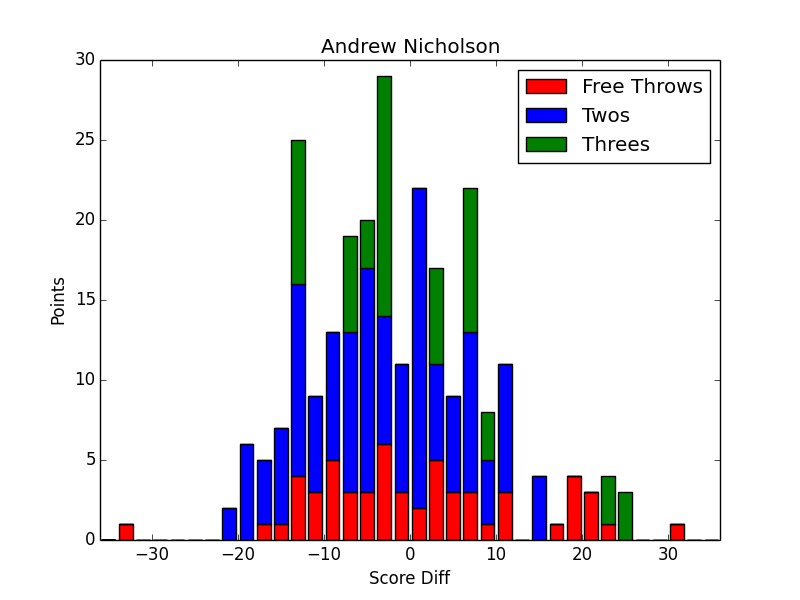 Andrew Nicholson
Free Throws
Twos
Threes
30
25
20
15
10
5
0
Points
−30
−20
−10
0
10
20
30
Score Diff